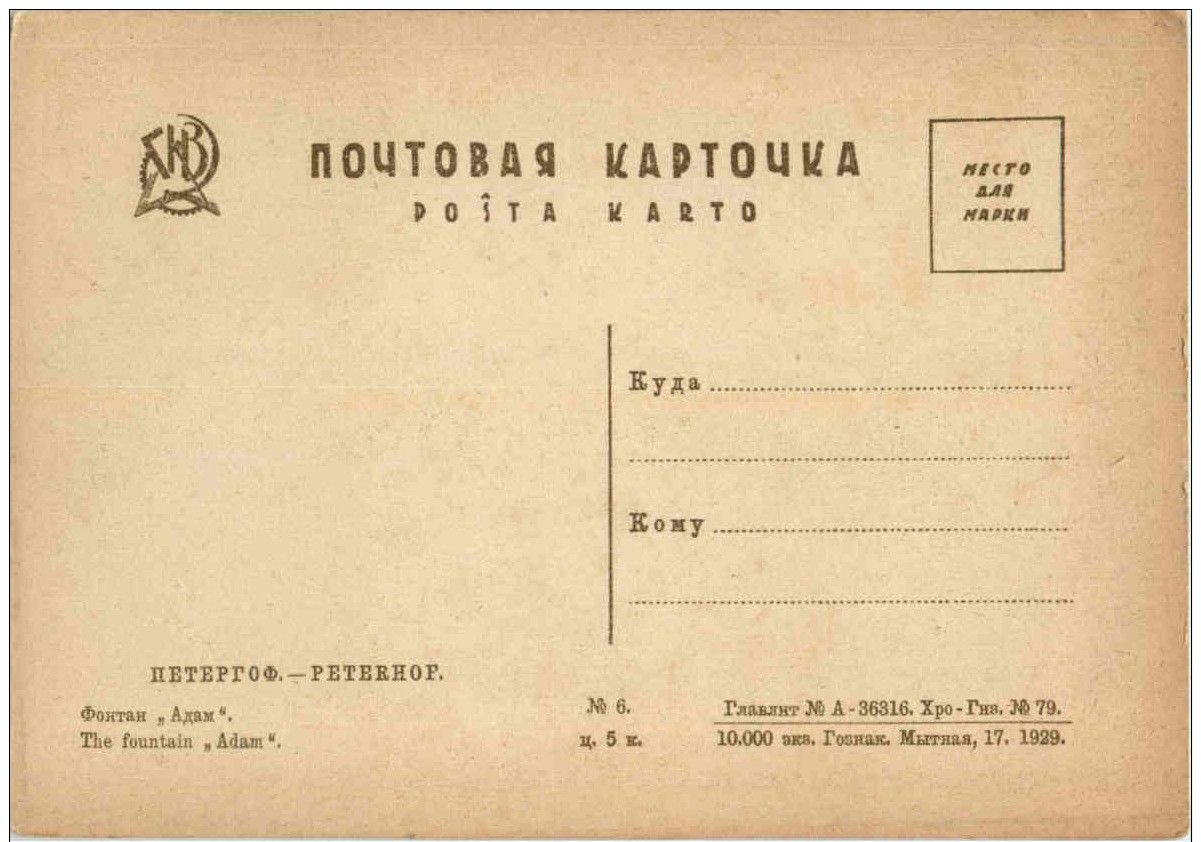 ПОЧТОВАЯ КАРТОЧКА
POŜTA KARTO
МЕСТО
ДЛЯ
МАРКИ
Куда
Кому
ПЕТЕРГОФ.—PETERHOF.
Фонтан „Адам“.
The fountain „Adam“.
№ 6.
ц. 5 к.
Главлит № А-36316. Хро-Гиз. № 79.
10.000 экз. Гознак. Мытная, 17. 1929.